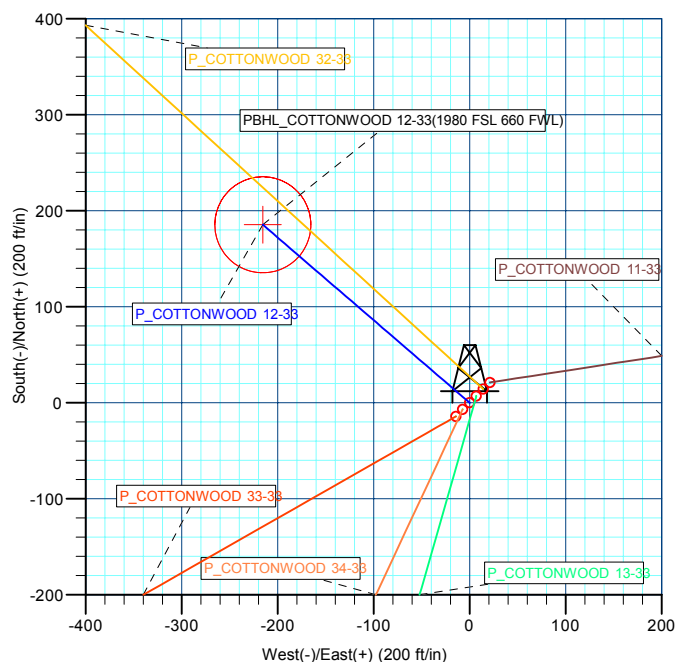 400
P_COTTONWOOD 32-33
300
PBHL_COTTONWOOD 12-33(1980 FSL 660 FWL)
200
P_COTTONWOOD 11-33
100
P_COTTONWOOD 12-33
South(-)/North(+) (200 ft/in)
0
-100
P_COTTONWOOD 33-33
P_COTTONWOOD 34-33
P_COTTONWOOD 13-33
-200
-400 -300 -200 -100 0 100 200
West(-)/East(+) (200 ft/in)